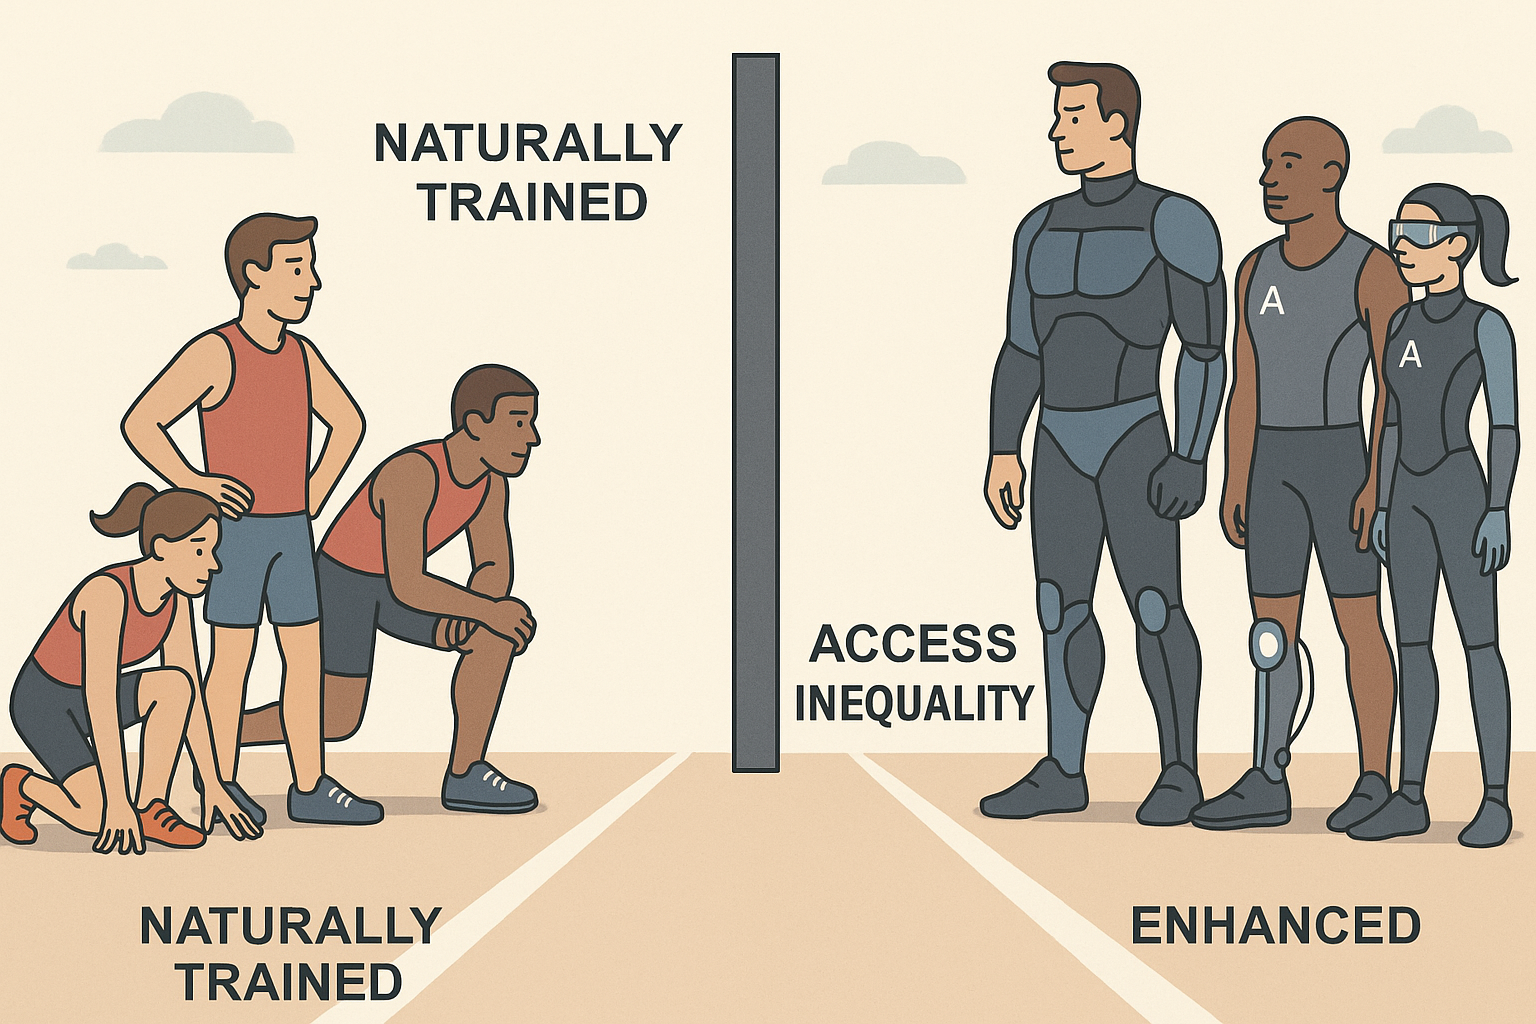 NATURALLY
TRAINED
A
A
ACCESS
INEQUALITY
NATURALLY
TRAINED
ENHANCED